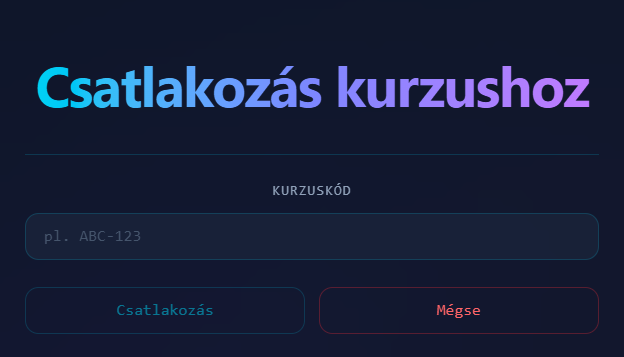 Csatlakozás kurzushoz
KURZUSKÓD
pl. ABC-123
Csatlakozás Mégse